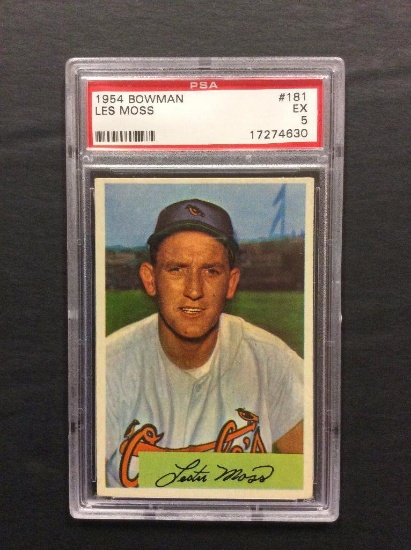 PSA
1954 BOWMAN #181
LES MOSS EX
5
17274630
Lester Moss